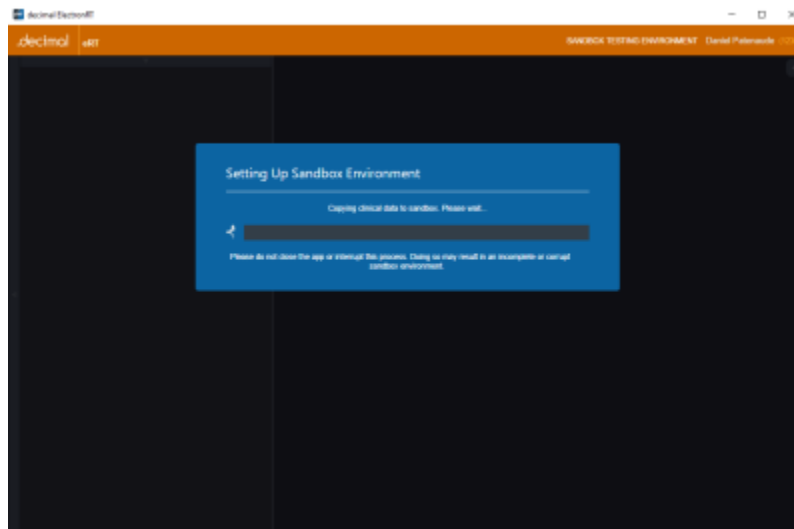 .decimal ElectronRT
.decimal eRT SANDBOX TESTING ENVIRONMENT Daniel Patenaude
Setting Up Sandbox Environment
Copying clinical data to sandbox. Please wait...
Please do not close the app or interrupt this process. Doing so may result in an incomplete or corrupt
sandbox environment.